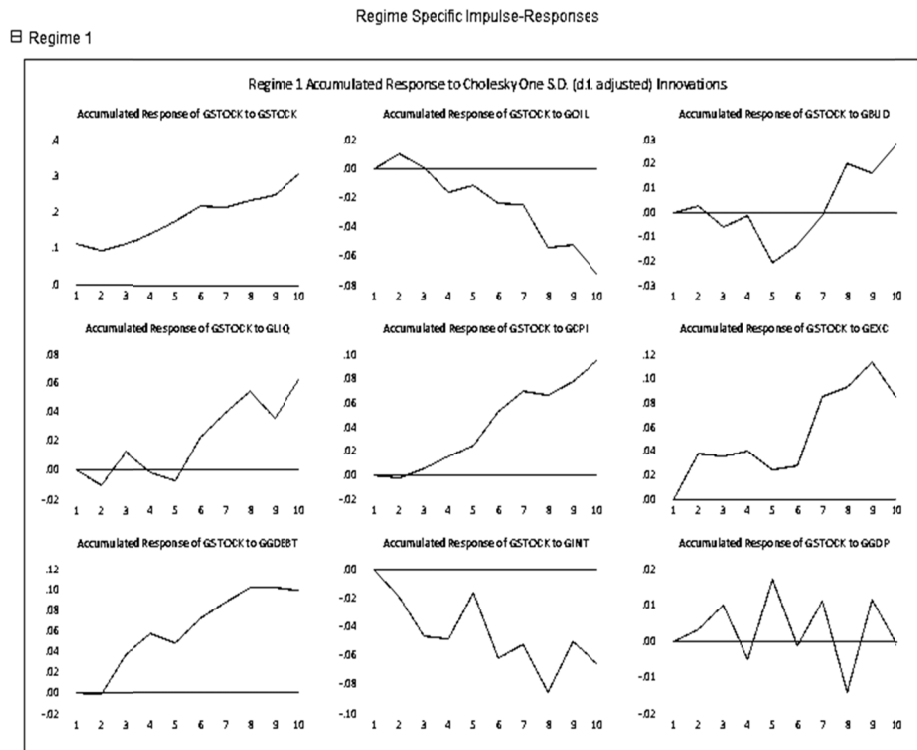 Regime Specific Impulse-Responses
Regime 1
Regime 1 Accumulated Response to Cholesky One S.D. (d.f. adjusted) Innovations
Accumulated Response of GSTOCK to GSTOCK
.4
.3
.2
.1
.0
1 2 3 4 5 6 7 8 9 10
Accumulated Response of GSTOCK to GOIL
.02
.00
-.02
-.04
-.06
-.08
1 2 3 4 5 6 7 8 9 10
Accumulated Response of GSTOCK to GBUD
.03
.02
.01
.00
-.01
-.02
-.03
1 2 3 4 5 6 7 8 9 10
Accumulated Response of GSTOCK to GLIQ
.08
.06
.04
.02
.00
-.02
1 2 3 4 5 6 7 8 9 10
Accumulated Response of GSTOCK to GCPI
.10
.08
.06
.04
.02
.00
-.02
1 2 3 4 5 6 7 8 9 10
Accumulated Response of GSTOCK to GEXC
.12
.10
.08
.06
.04
.02
.00
1 2 3 4 5 6 7 8 9 10
Accumulated Response of GSTOCK to GGDEBT
.12
.10
.08
.06
.04
.02
.00
-.02
1 2 3 4 5 6 7 8 9 10
Accumulated Response of GSTOCK to GINT
.00
-.02
-.04
-.06
-.08
-.10
1 2 3 4 5 6 7 8 9 10
Accumulated Response of GSTOCK to GGDP
.02
.01
.00
-.01
-.02
1 2 3 4 5 6 7 8 9 10